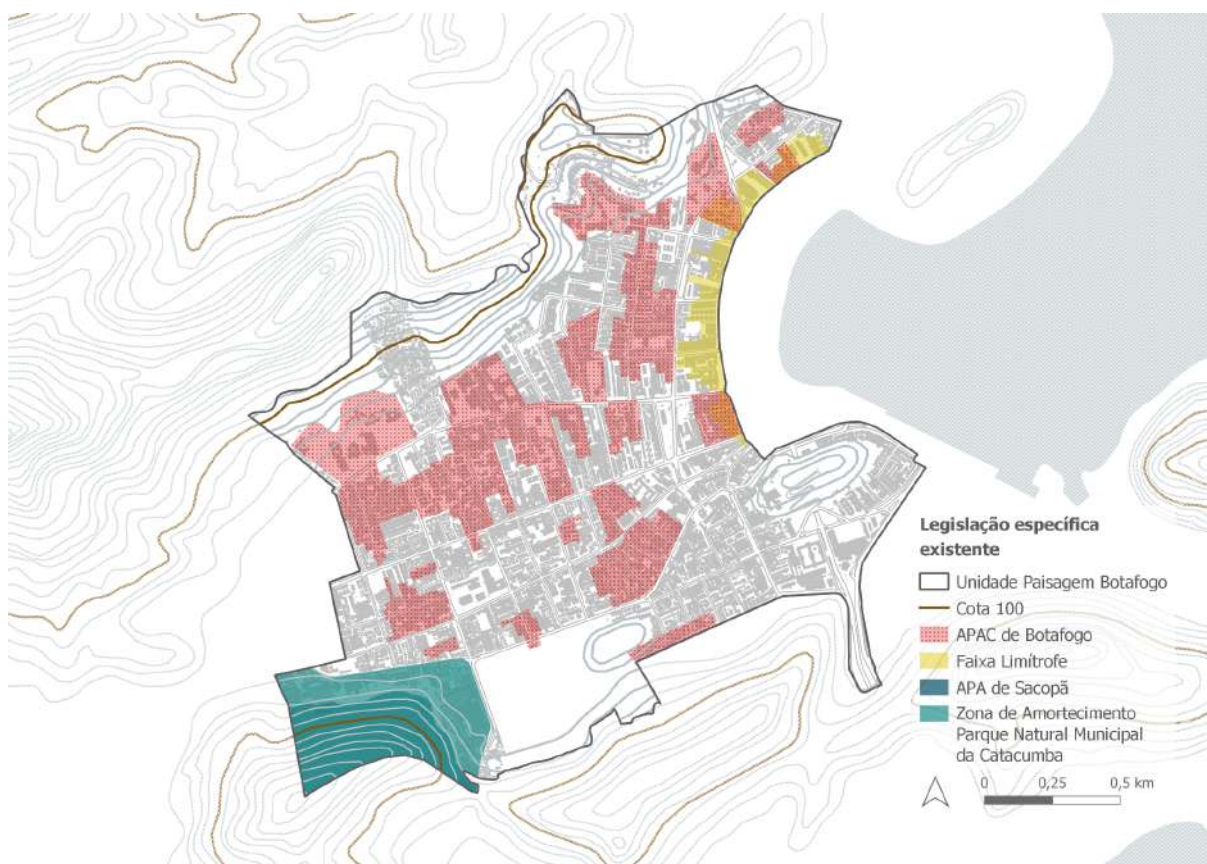 Legislação específica
existente
Unidade Paisagem Botafogo
Cota 100
APAC de Botafogo
Faixa Limítrofe
APA de Sacopã
Zona de Amortecimento
Parque Natural Municipal
da Catacumba
0 0,25 0,5 km